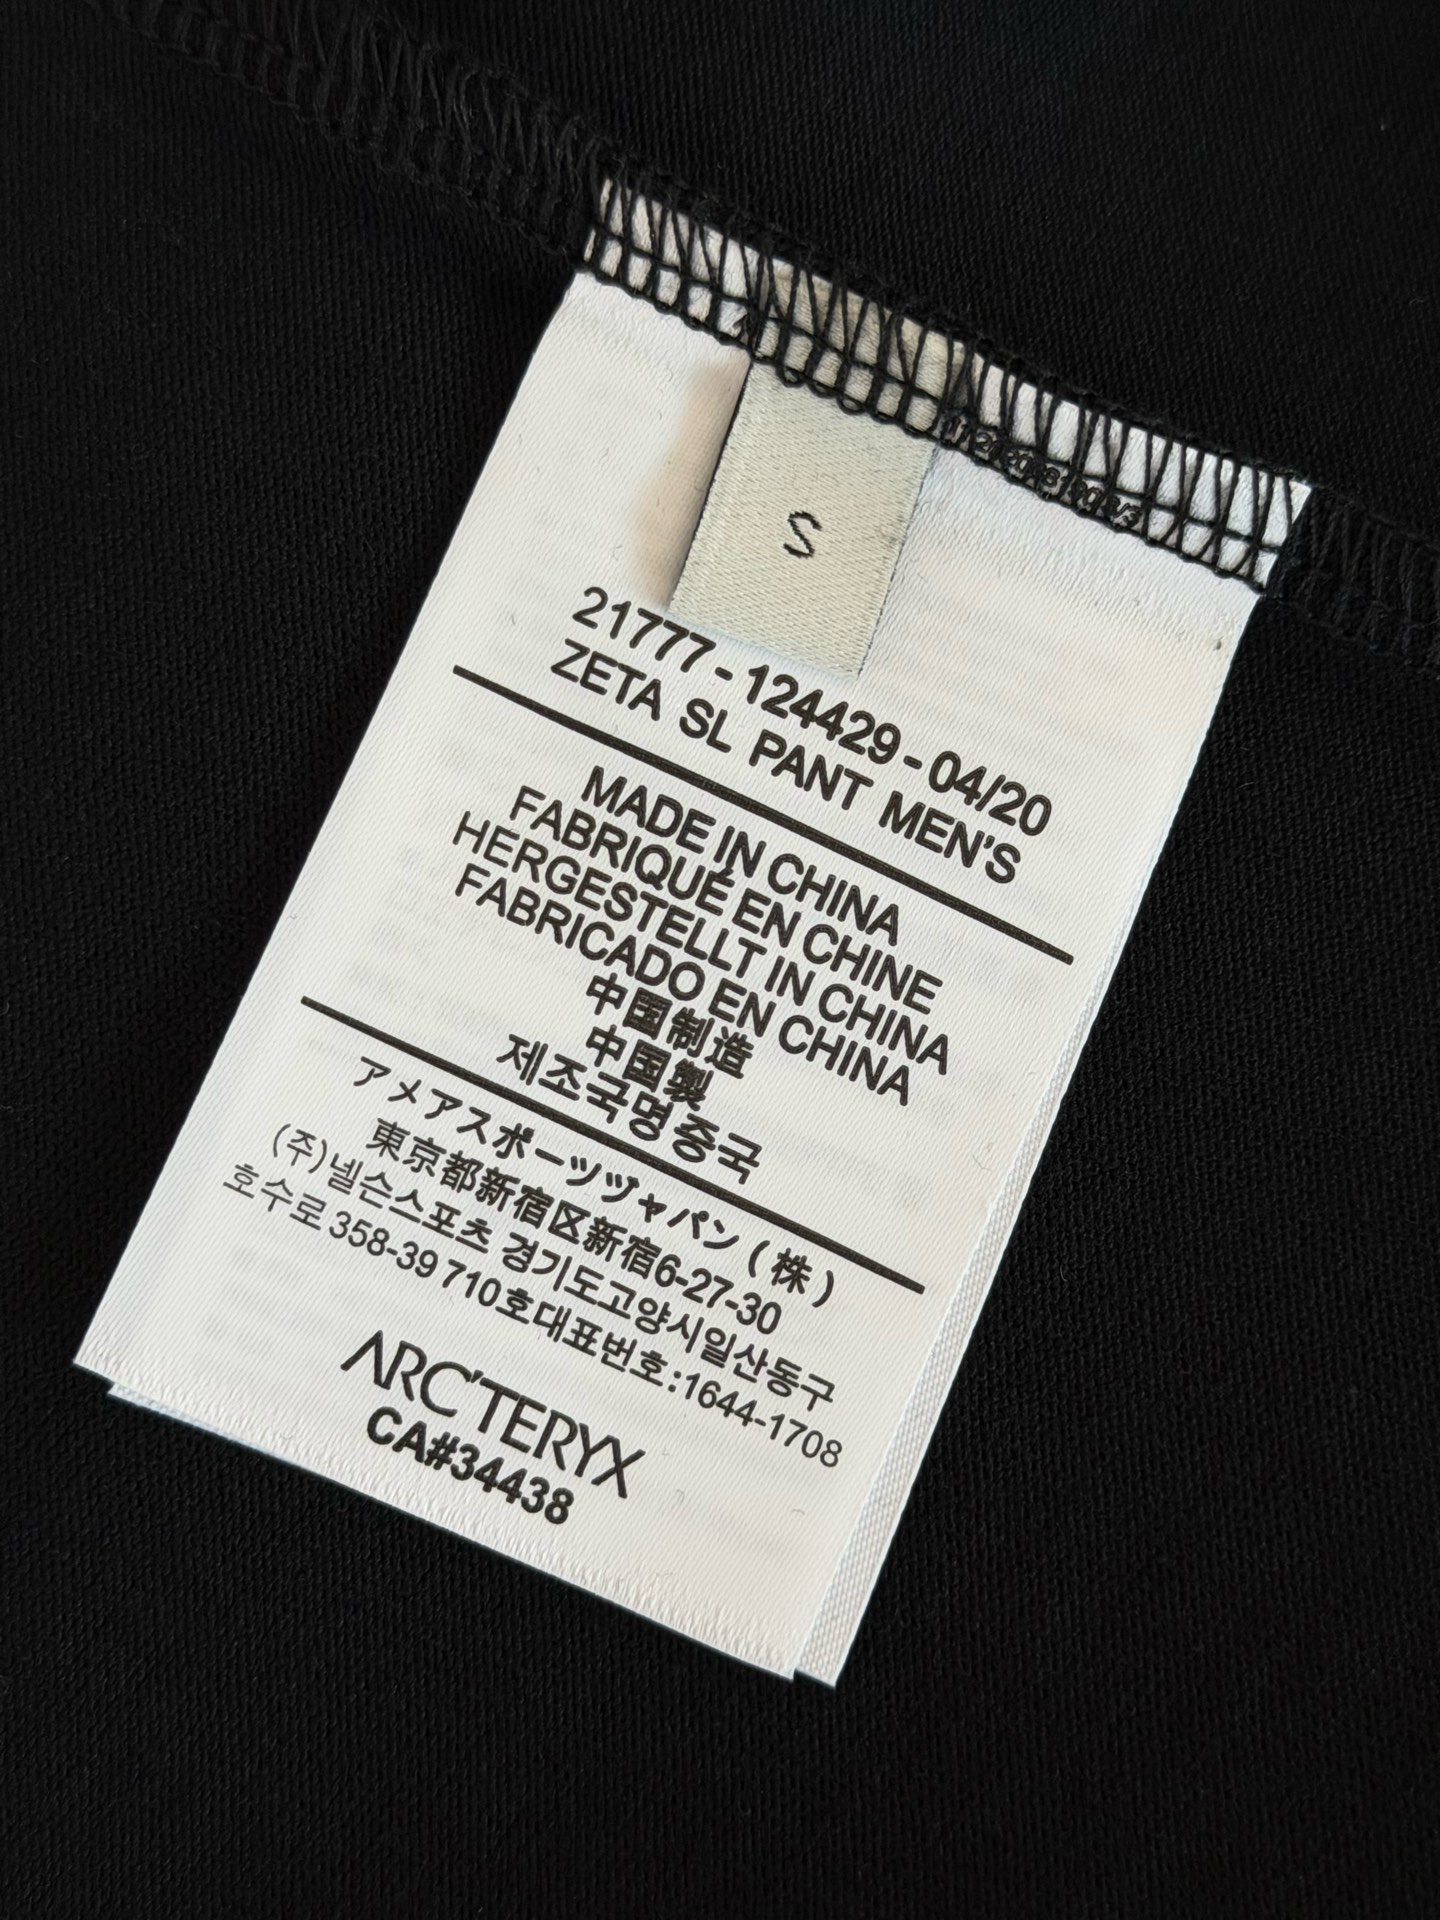 S
21777 - 124429 - 04/20
ZETA SL PANT MEN'S
MADE IN CHINA
FABRIQUÉ EN CHINE
HERGESTELLT IN CHINA
FABRICADO EN CHINA
中国制造
中国製
제조국명중국
アメアスポーツジャパン ( 株 )
東京都新宿区新宿6-27-30
(주)넬슨스포츠 경기도고양시일산동구
호수로 358-39 710호대표번호:1644-1708
ARC'TERYX
CA#34438